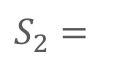 S₂ =